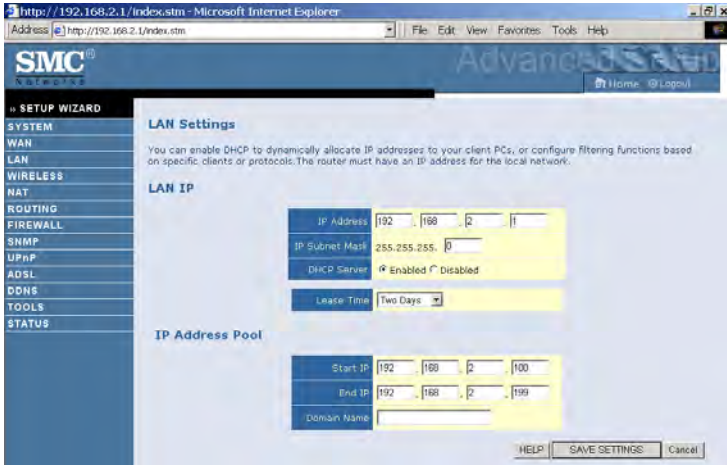 http://192.168.2.1/index.stm - Microsoft Internet Explorer
Address http://192.168.2.1/index.stm File Edit View Favorites Tools Help
SMC®
Networks
Advanced Setup
Home Logout
» SETUP WIZARD
SYSTEM
WAN
LAN
WIRELESS
NAT
ROUTING
FIREWALL
SNMP
UPnP
ADSL
DDNS
TOOLS
STATUS
LAN Settings
You can enable DHCP to dynamically allocate IP addresses to your client PCs, or configure filtering functions based
on specific clients or protocols.The router must have an IP address for the local network.
LAN IP
IP Address 192 . 168 . 2 . 1
IP Subnet Mask 255.255.255. 0
DHCP Server Enabled Disabled
Lease Time Two Days
IP Address Pool
Start IP 192 . 168 . 2 . 100
End IP 192 . 168 . 2 . 199
Domain Name
HELP SAVE SETTINGS Cancel